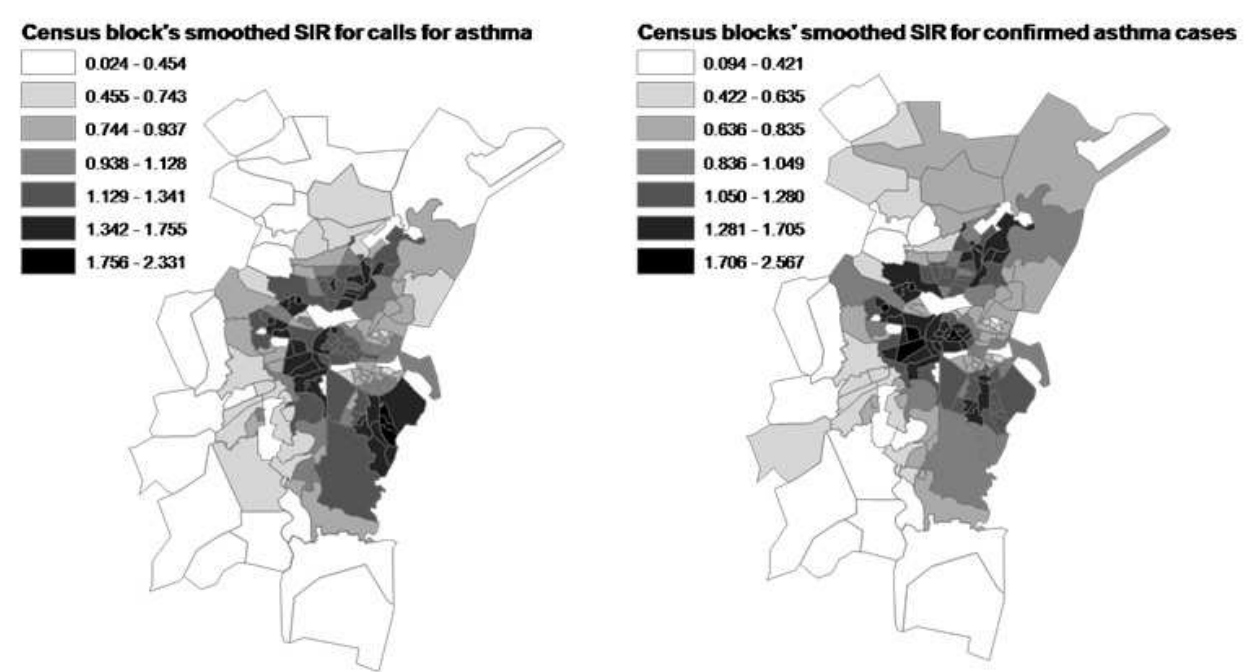 Census block's smoothed SIR for calls for asthma
0.024 - 0.454
0.455 - 0.743
0.744 - 0.937
0.938 - 1.128
1.129 - 1.341
1.342 - 1.755
1.756 - 2.331
Census blocks' smoothed SIR for confirmed asthma cases
0.094 - 0.421
0.422 - 0.635
0.636 - 0.835
0.836 - 1.049
1.050 - 1.280
1.281 - 1.705
1.706 - 2.567